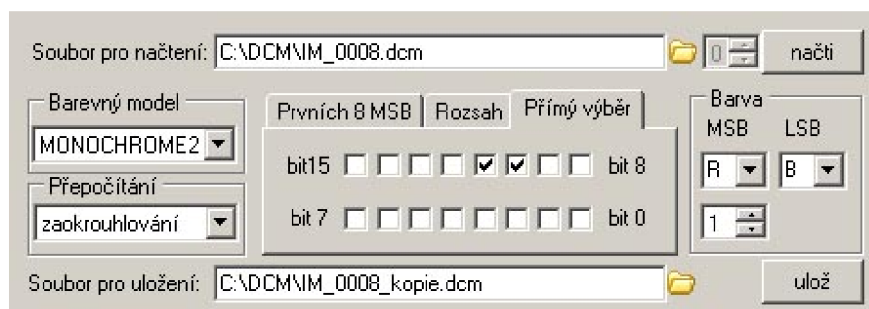 Soubor pro načtení: C:\DCM\IM_0008.dcm 0 načti
Barevný model
MONOCHROME2
Přepočítání
zaokrouhlování
Prvních 8 MSB Rozsah Přímý výběr
bit15 bit 8
bit 7 bit 0
Barva
MSB LSB
R B
1
Soubor pro uložení: C:\DCM\IM_0008_kopie.dcm ulož